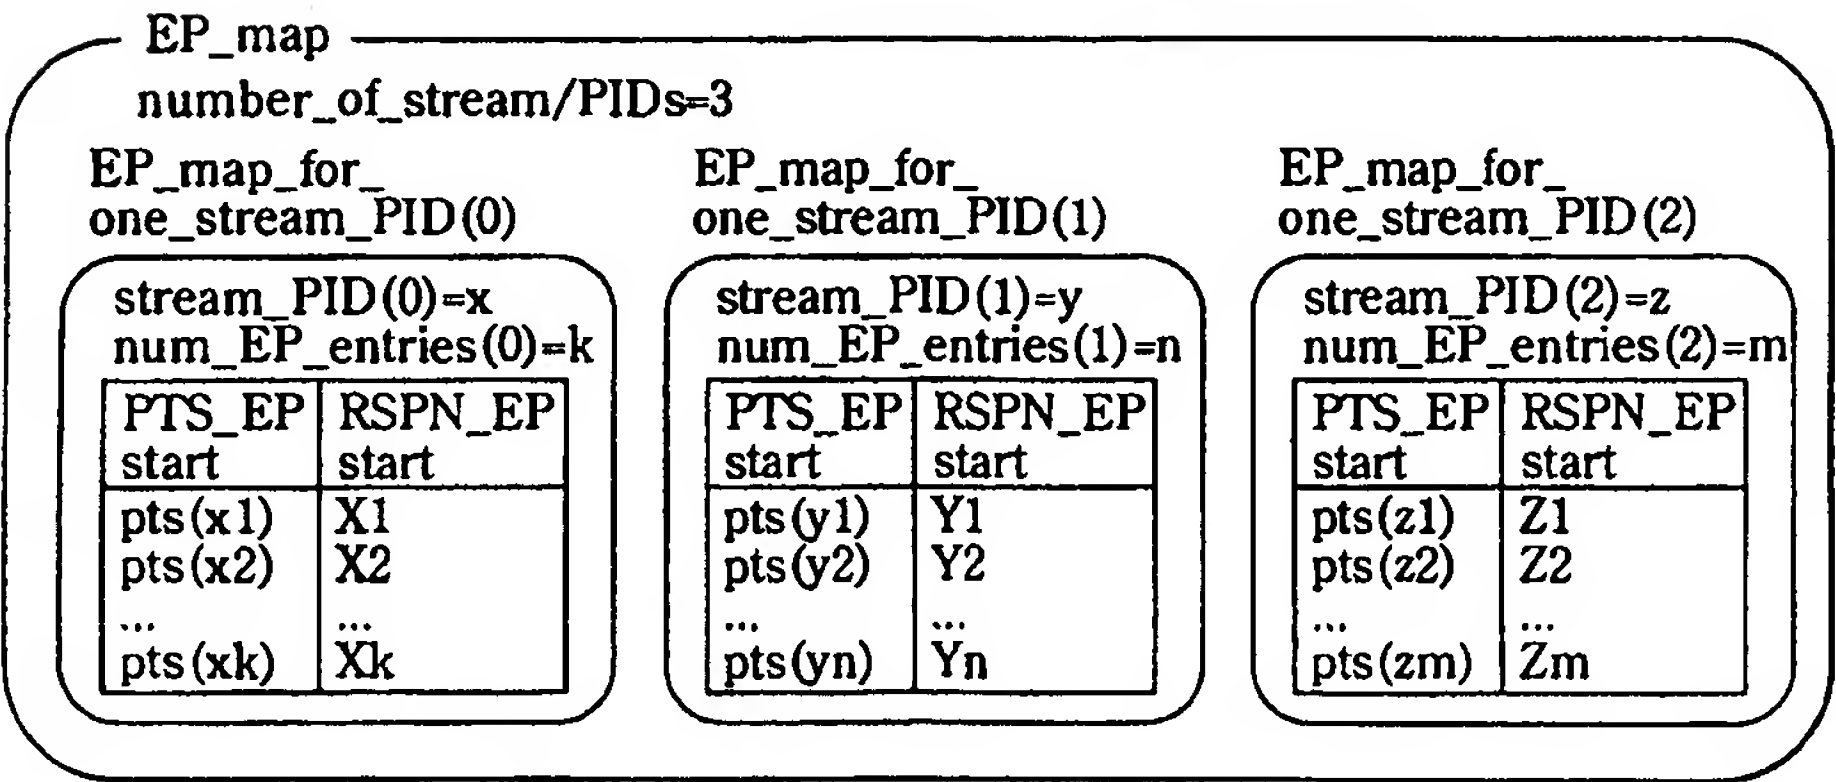 EP_map
number_of_stream/PIDs=3
EP_map_for_
one_stream_PID(0)
stream_PID(0)=x
num_EP_entries(0)=k
PTS_EP RSPN_EP
start start
pts(x1) X1
pts(x2) X2
... ...
pts(xk) Xk
EP_map_for_
one_stream_PID(1)
stream_PID(1)=y
num_EP_entries(1)=n
PTS_EP RSPN_EP
start start
pts(y1) Y1
pts(y2) Y2
... ...
pts(yn) Yn
EP_map_for_
one_stream_PID(2)
stream_PID(2)=z
num_EP_entries(2)=m
PTS_EP RSPN_EP
start start
pts(z1) Z1
pts(z2) Z2
... ...
pts(zm) Zm